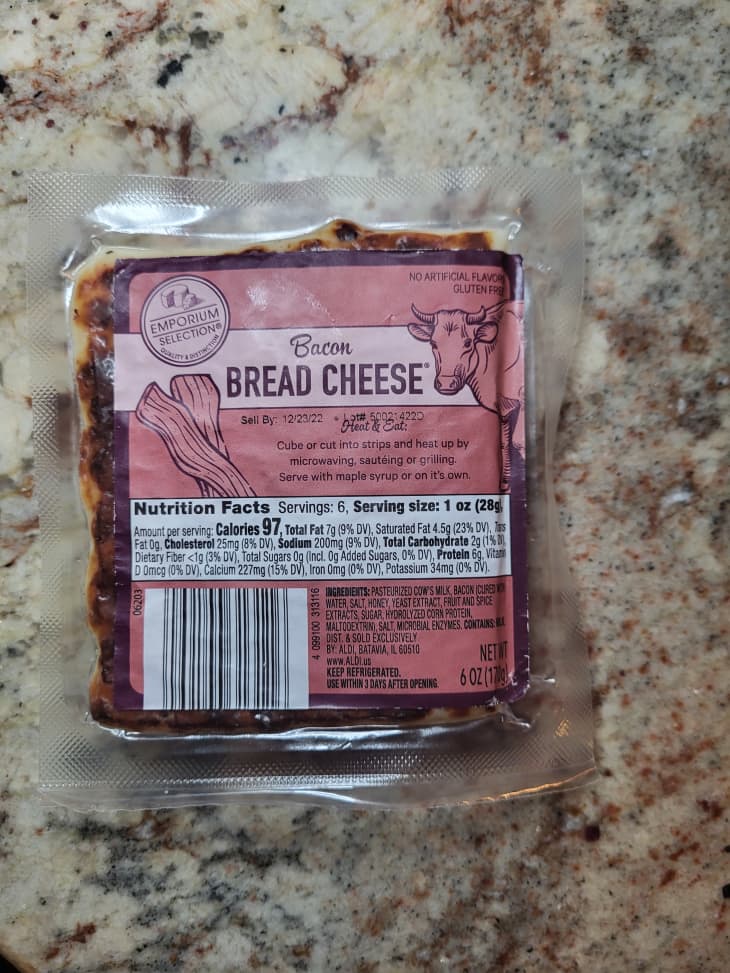 NO ARTIFICIAL FLAVORS
GLUTEN FREE
EMPORIUM
SELECTION®
QUALITY & DISTINCTION
Bacon
BREAD CHEESE®
Sell By: 12/23/22 • Lot# 50021422D
Heat & Eat:
Cube or cut into strips and heat up by
microwaving, sautéing or grilling.
Serve with maple syrup or on it's own.
Nutrition Facts Servings: 6, Serving size: 1 oz (28g),
Amount per serving: Calories 97, Total Fat 7g (9% DV), Saturated Fat 4.5g (23% DV), Trans
Fat 0g, Cholesterol 25mg (8% DV), Sodium 200mg (9% DV), Total Carbohydrate 2g (1% DV),
Dietary Fiber <1g (3% DV), Total Sugars 0g (Incl. 0g Added Sugars, 0% DV), Protein 6g, Vitamin
D 0mcg (0% DV), Calcium 227mg (15% DV), Iron 0mg (0% DV), Potassium 34mg (0% DV).
06203
4 099100 313116
INGREDIENTS: PASTEURIZED COW'S MILK, BACON (CURED WITH
WATER, SALT, HONEY, YEAST EXTRACT, FRUIT AND SPICE
EXTRACTS, SUGAR, HYDROLYZED CORN PROTEIN,
MALTODEXTRIN), SALT, MICROBIAL ENZYMES. CONTAINS: MILK
DIST. & SOLD EXCLUSIVELY
BY: ALDI, BATAVIA, IL 60510
www.ALDI.us
KEEP REFRIGERATED.
USE WITHIN 3 DAYS AFTER OPENING.
NET WT
6 OZ (170g)